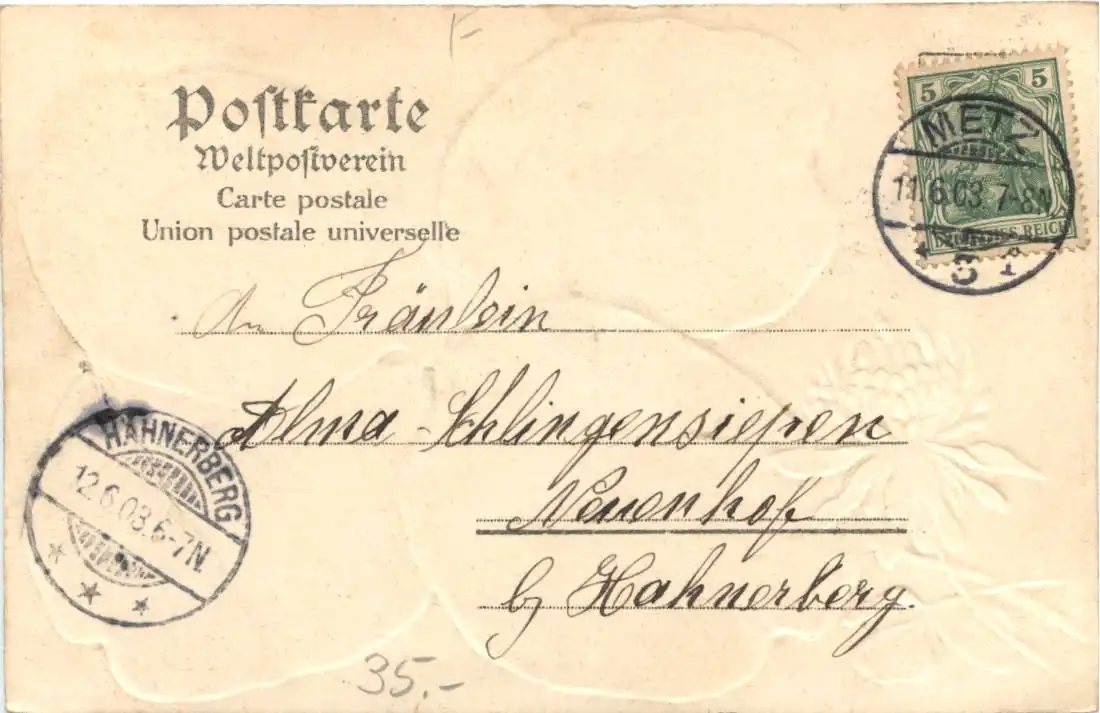 Postkarte
Weltpostverein
Carte postale
Union postale universelle
5 5
DEUTSCHES REICH
METZ
11.6.03. 7-8N
* 3 r
An Fräulein
Alma Schlingensiepen
Neuenhof
b/ Hahnerberg.
HAHNERBERG
12.6.03.6-7N.
* * *
35.-